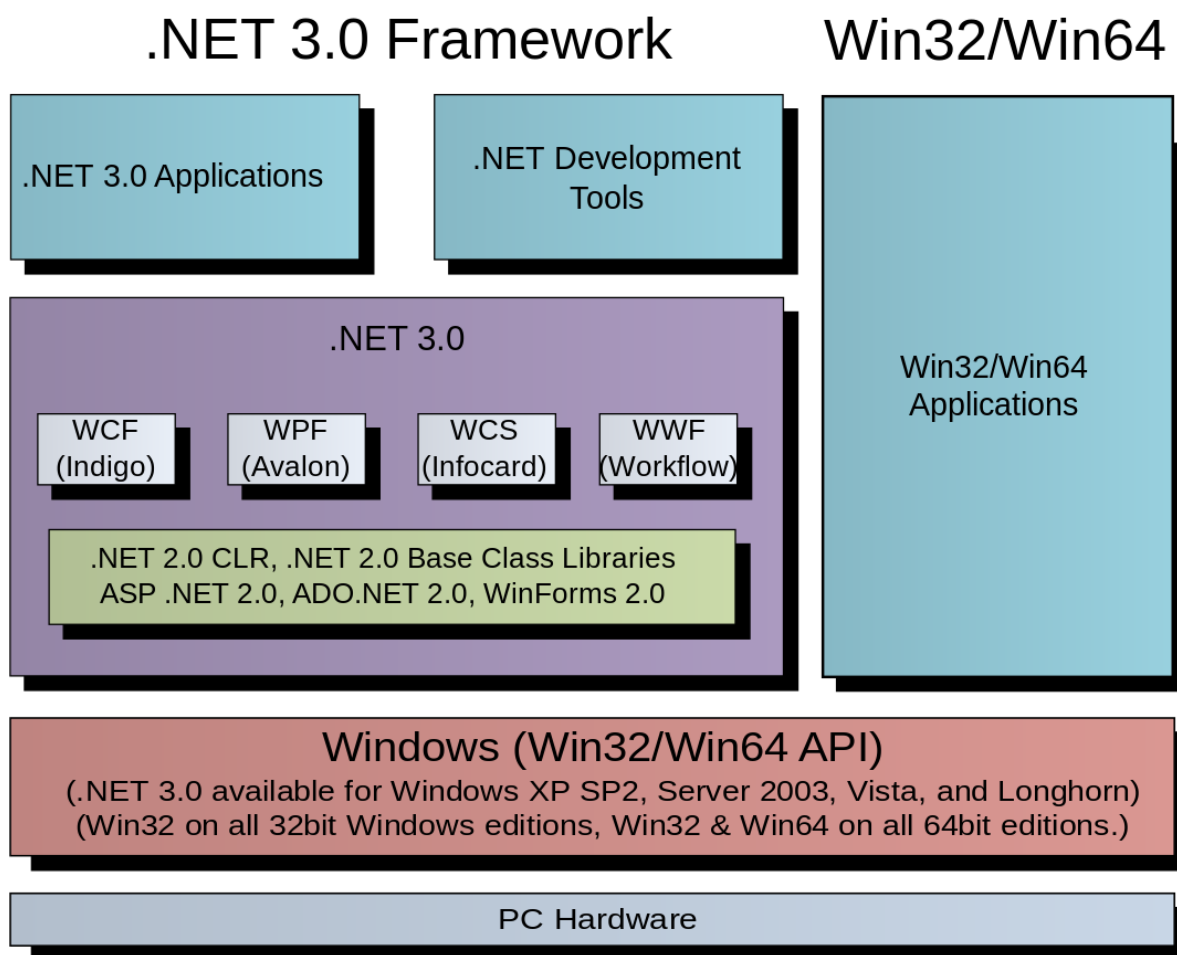 .NET 3.0 Framework
Win32/Win64
.NET 3.0 Applications
.NET Development
Tools
Win32/Win64
Applications
.NET 3.0
WCF
(Indigo)
WPF
(Avalon)
WCS
(Infocard)
WWF
(Workflow)
.NET 2.0 CLR, .NET 2.0 Base Class Libraries
ASP .NET 2.0, ADO.NET 2.0, WinForms 2.0
Windows (Win32/Win64 API)
(.NET 3.0 available for Windows XP SP2, Server 2003, Vista, and Longhorn)
(Win32 on all 32bit Windows editions, Win32 & Win64 on all 64bit editions.)
PC Hardware